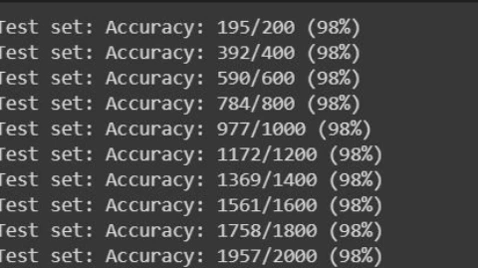 Test set: Accuracy: 195/200 (98%)
Test set: Accuracy: 392/400 (98%)
Test set: Accuracy: 590/600 (98%)
Test set: Accuracy: 784/800 (98%)
Test set: Accuracy: 977/1000 (98%)
Test set: Accuracy: 1172/1200 (98%)
Test set: Accuracy: 1369/1400 (98%)
Test set: Accuracy: 1561/1600 (98%)
Test set: Accuracy: 1758/1800 (98%)
Test set: Accuracy: 1957/2000 (98%)